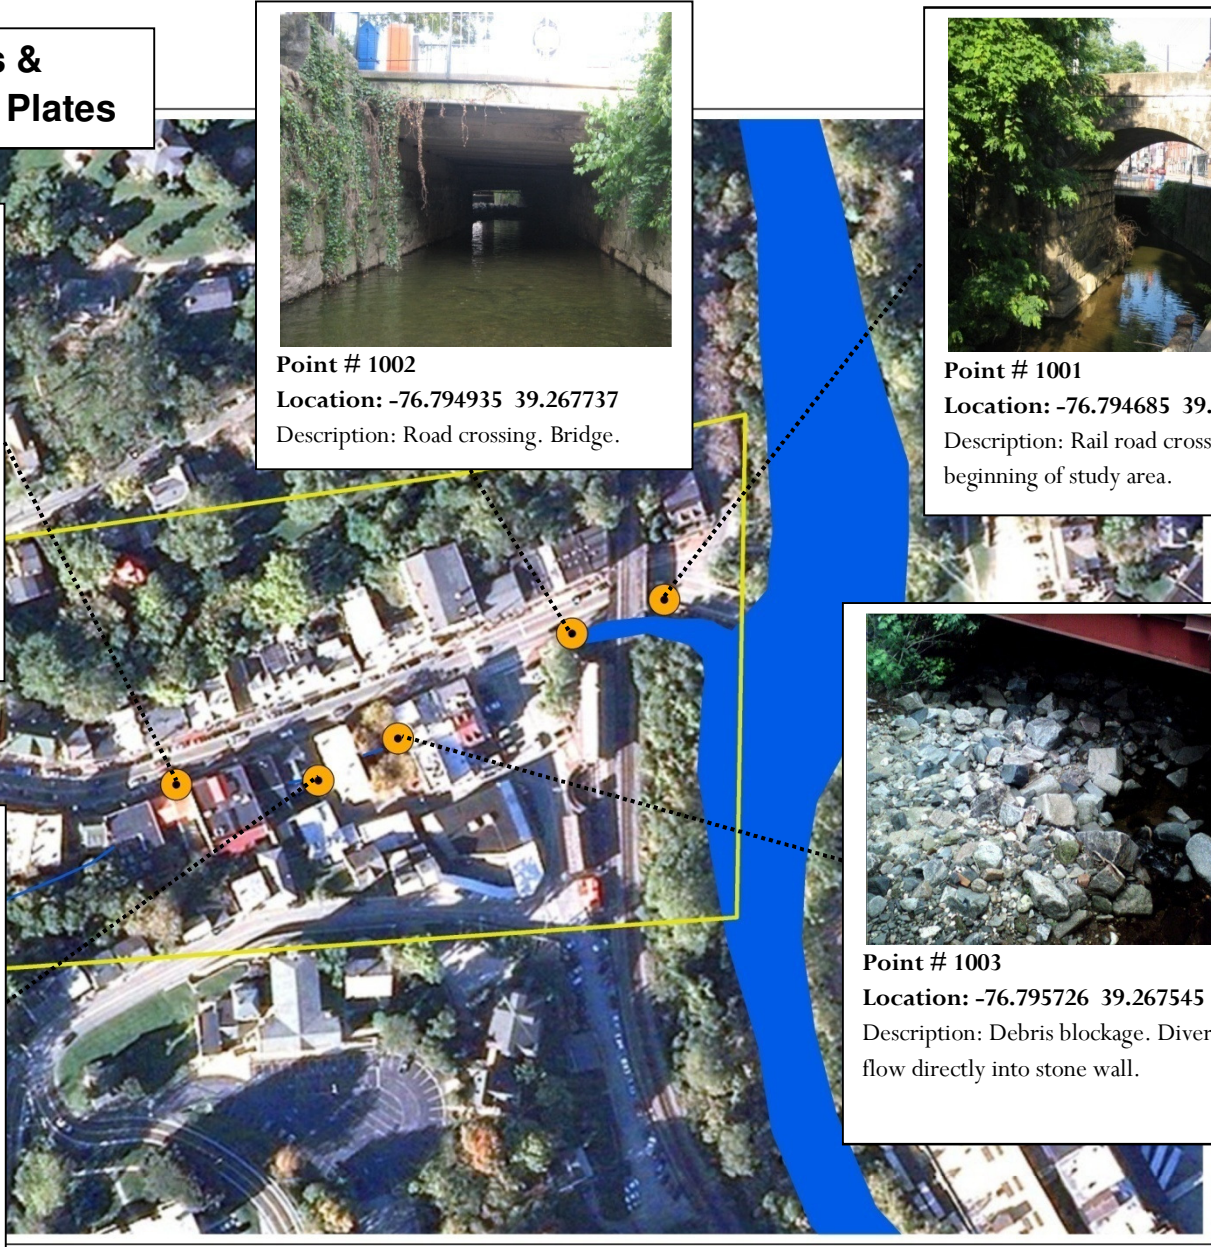 s &
Plates
Point # 1002
Location: -76.794935 39.267737
Description: Road crossing. Bridge.
Point # 1001
Location: -76.794685 39.
Description: Rail road cross
beginning of study area.
Point # 1003
Location: -76.795726 39.267545
Description: Debris blockage. Diver
flow directly into stone wall.